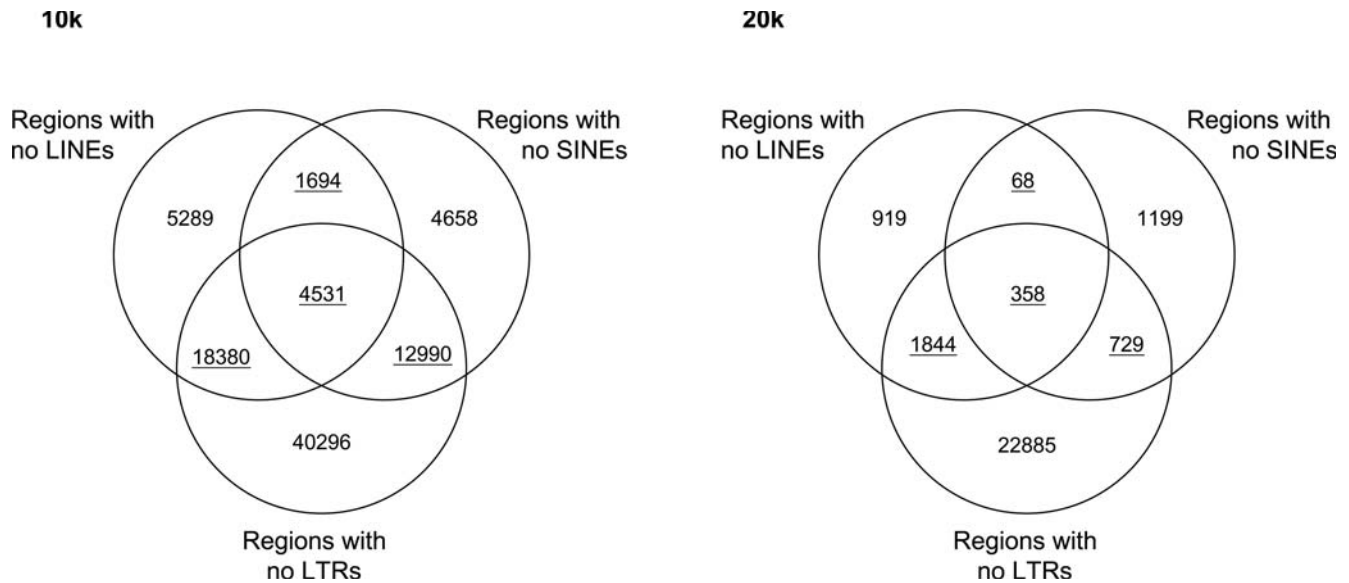 10k
Regions with
no LINEs
Regions with
no SINEs
1694
5289
4658
4531
18380
12990
40296
Regions with
no LTRs
20k
Regions with
no LINEs
Regions with
no SINEs
68
919
1199
358
1844
729
22885
Regions with
no LTRs